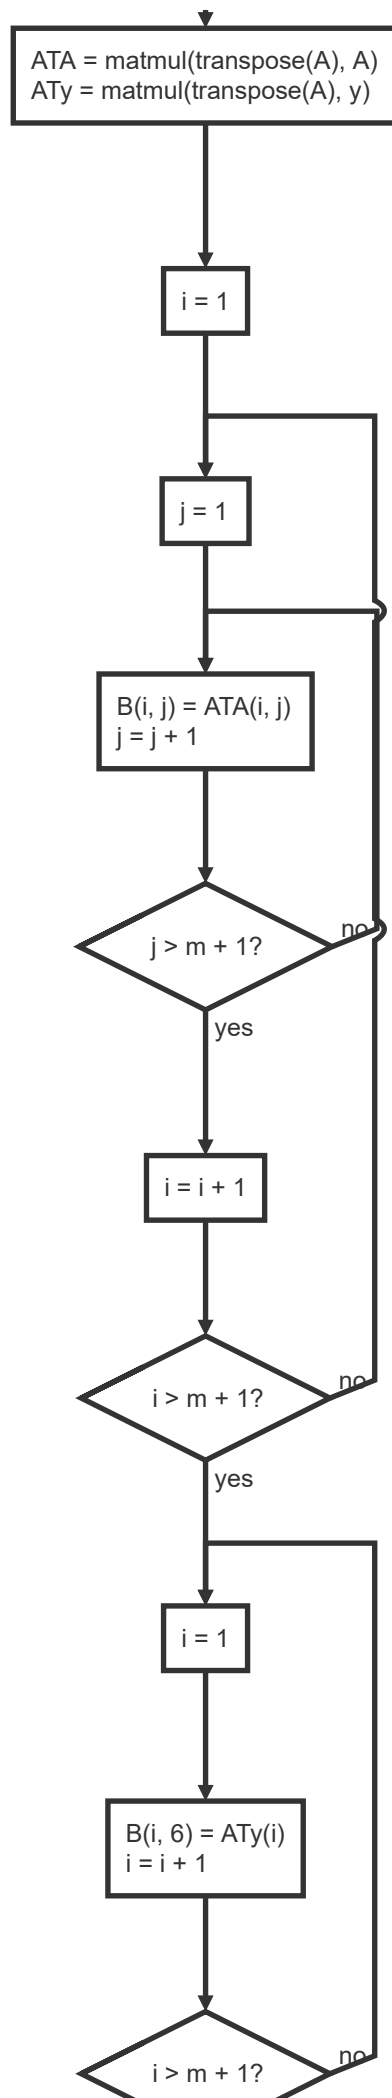 ATA = matmul(transpose(A), A)
ATy = matmul(transpose(A), y)
i = 1
j = 1
B(i, j) = ATA(i, j)
j = j + 1
j > m + 1?
no
yes
i = i + 1
i > m + 1?
no
yes
i = 1
B(i, 6) = ATy(i)
i = i + 1
i > m + 1?
no